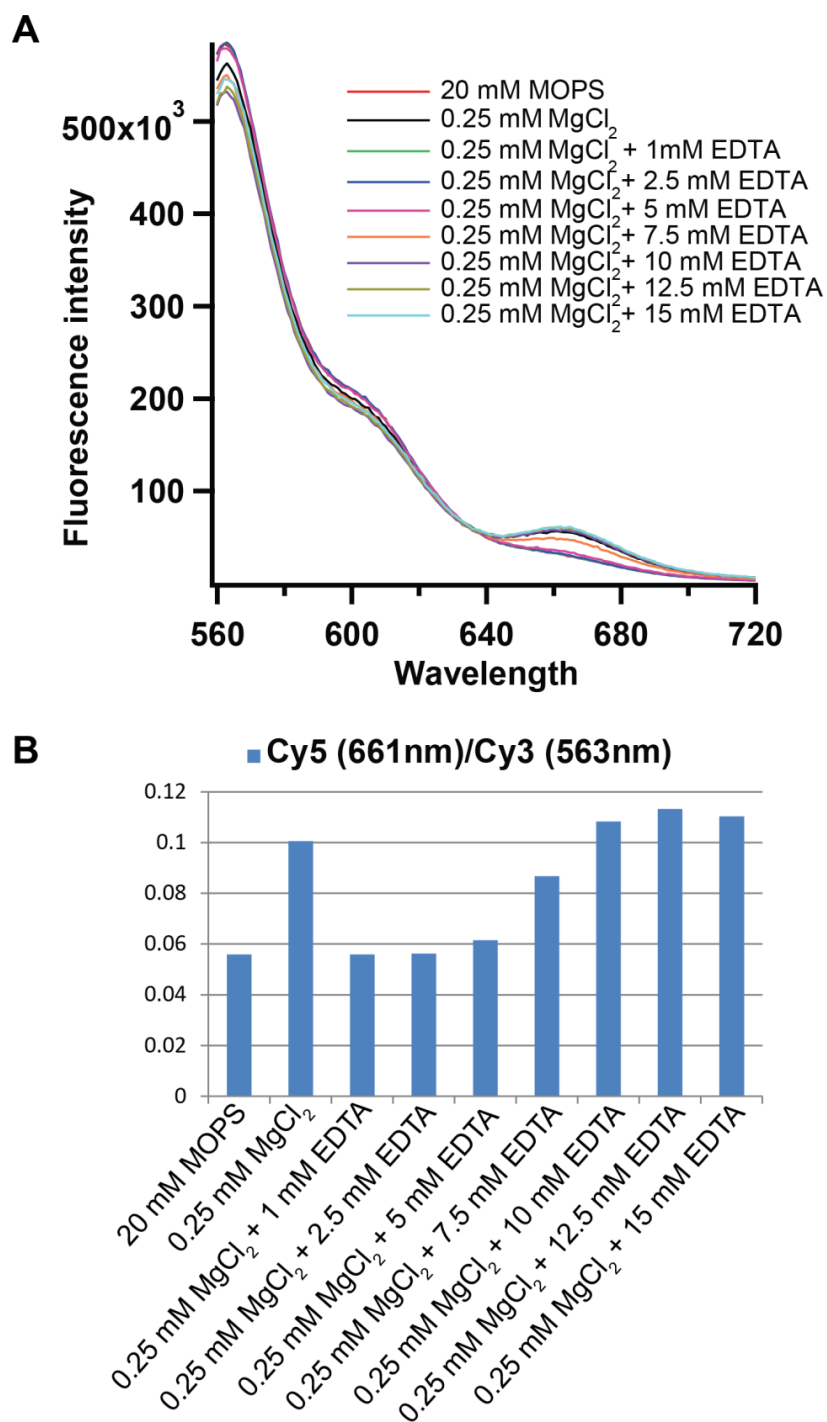 A
500x10³
400
300
200
100
Fluorescence intensity
20 mM MOPS
0.25 mM MgCl₂
0.25 mM MgCl₂ + 1mM EDTA
0.25 mM MgCl₂+ 2.5 mM EDTA
0.25 mM MgCl₂+ 5 mM EDTA
0.25 mM MgCl₂+ 7.5 mM EDTA
0.25 mM MgCl₂+ 10 mM EDTA
0.25 mM MgCl₂+ 12.5 mM EDTA
0.25 mM MgCl₂+ 15 mM EDTA
560 600 640 680 720
Wavelength
B
Cy5 (661nm)/Cy3 (563nm)
0.12
0.1
0.08
0.06
0.04
0.02
0
20 mM MOPS
0.25 mM MgCl₂
0.25 mM MgCl₂ + 1 mM EDTA
0.25 mM MgCl₂ + 2.5 mM EDTA
0.25 mM MgCl₂ + 5 mM EDTA
0.25 mM MgCl₂ + 7.5 mM EDTA
0.25 mM MgCl₂ + 10 mM EDTA
0.25 mM MgCl₂ + 12.5 mM EDTA
0.25 mM MgCl₂ + 15 mM EDTA